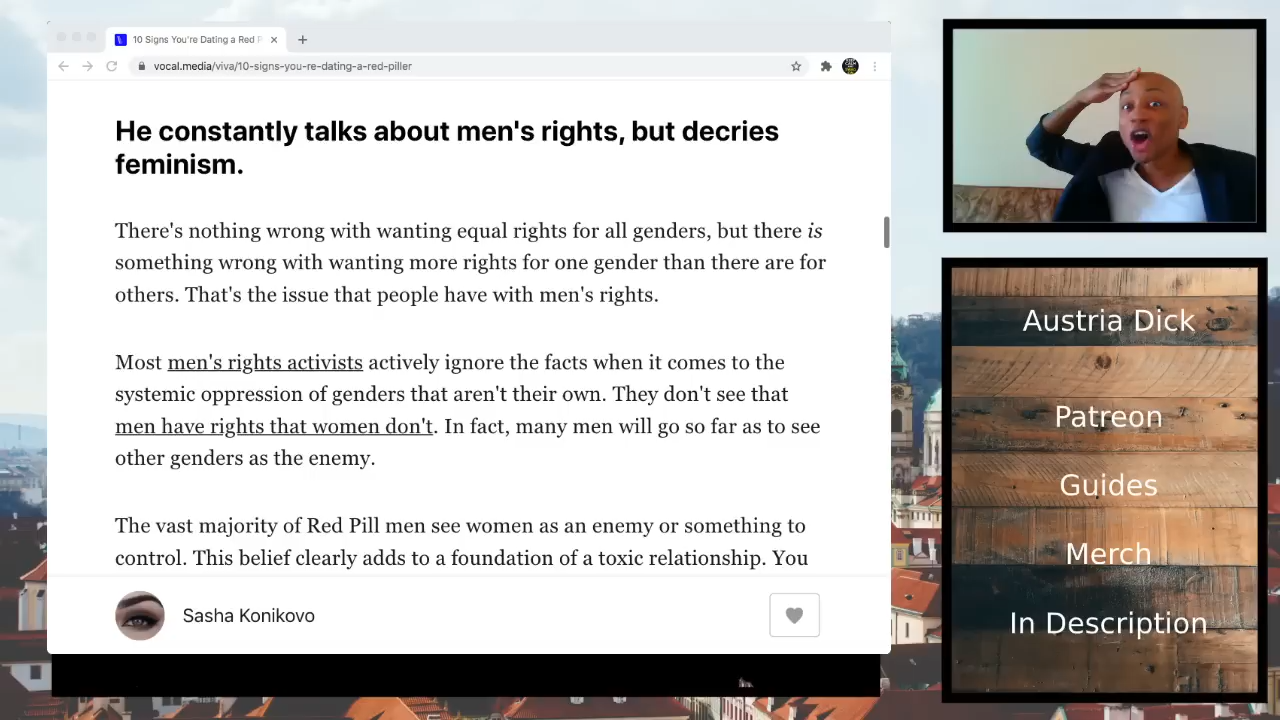 10 Signs You're Dating a Red P
vocal.media/viva/10-signs-you-re-dating-a-red-piller
He constantly talks about men's rights, but decries
feminism.
There's nothing wrong with wanting equal rights for all genders, but there is
something wrong with wanting more rights for one gender than there are for
others. That's the issue that people have with men's rights.
Most men's rights activists actively ignore the facts when it comes to the
systemic oppression of genders that aren't their own. They don't see that
men have rights that women don't. In fact, many men will go so far as to see
other genders as the enemy.
The vast majority of Red Pill men see women as an enemy or something to
control. This belief clearly adds to a foundation of a toxic relationship. You
Sasha Konikovo
Austria Dick
Patreon
Guides
Merch
In Description